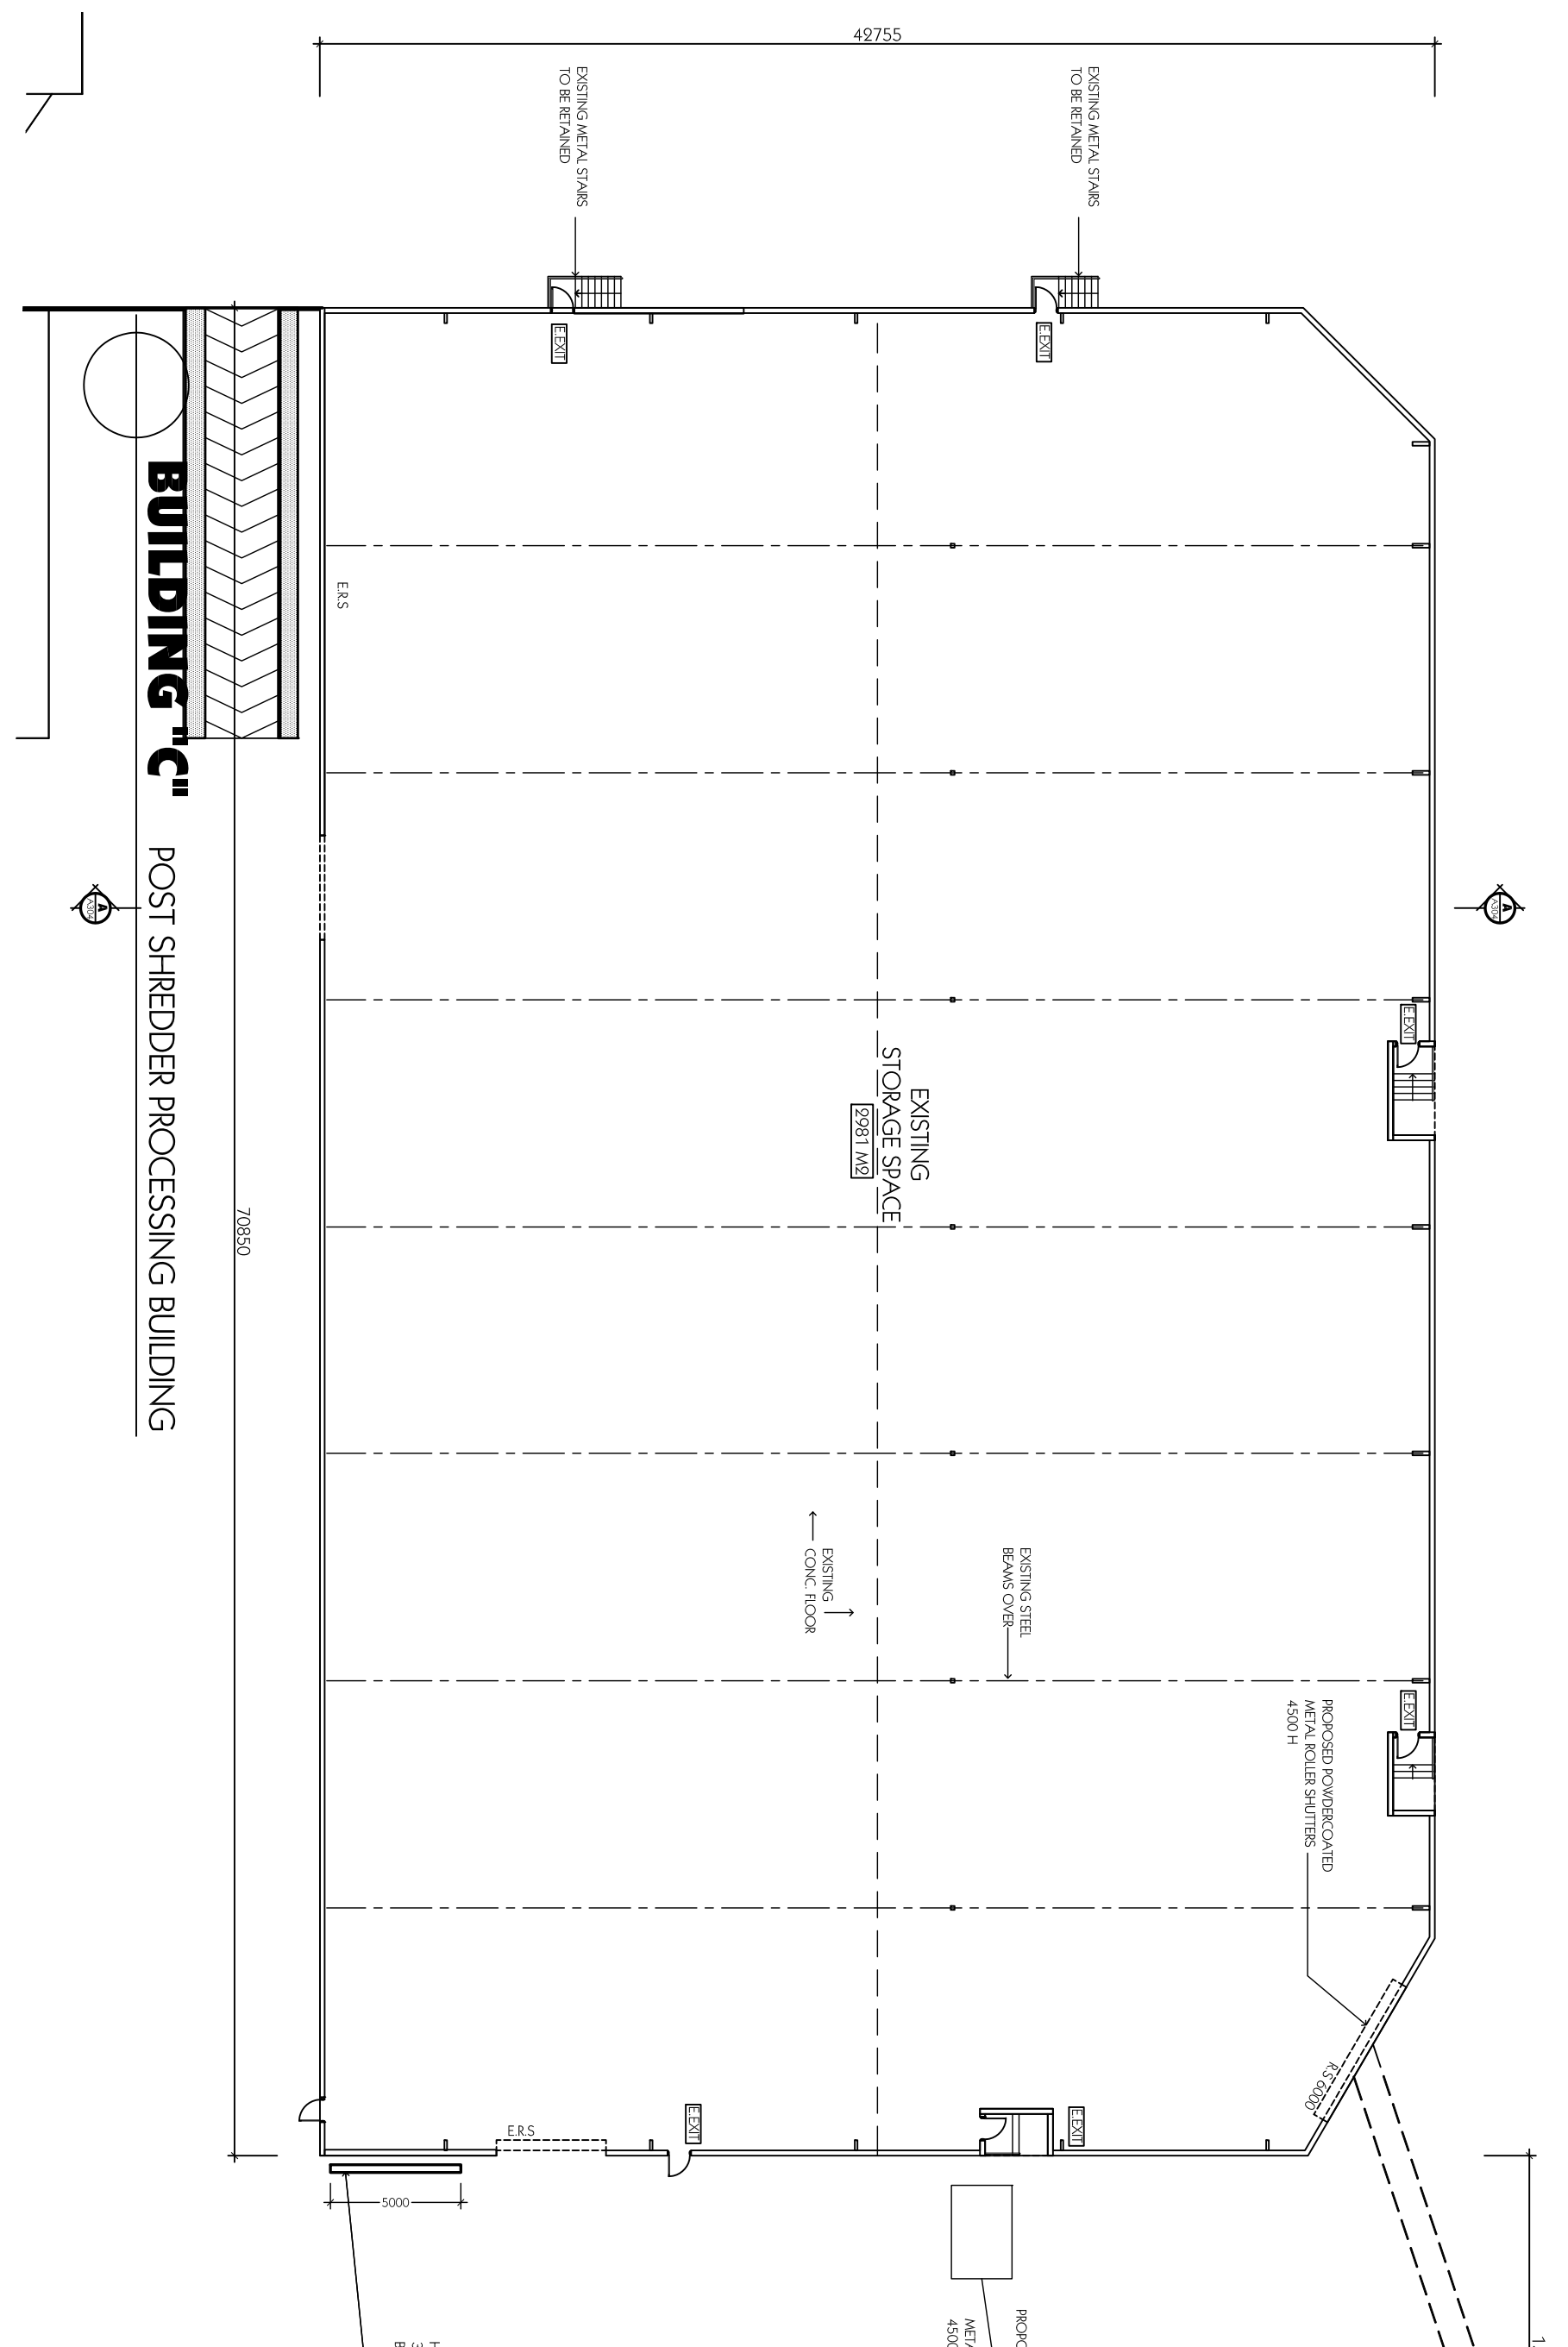 42755
EXISTING METAL STAIRS
TO BE RETAINED
EXISTING METAL STAIRS
TO BE RETAINED
E.EXIT
E.EXIT
BUILDING "C"
POST SHREDDER PROCESSING BUILDING
E.R.S
A
A304
A
A304
E.EXIT
EXISTING
STORAGE SPACE
2981 M2
70850
EXISTING
CONC. FLOOR
EXISTING STEEL
BEAMS OVER
E.EXIT
PROPOSED POWDERCOATED
METAL ROLLER SHUTTERS
4500 H
R.S. 6000
E.R.S
E.EXIT
E.EXIT
5000